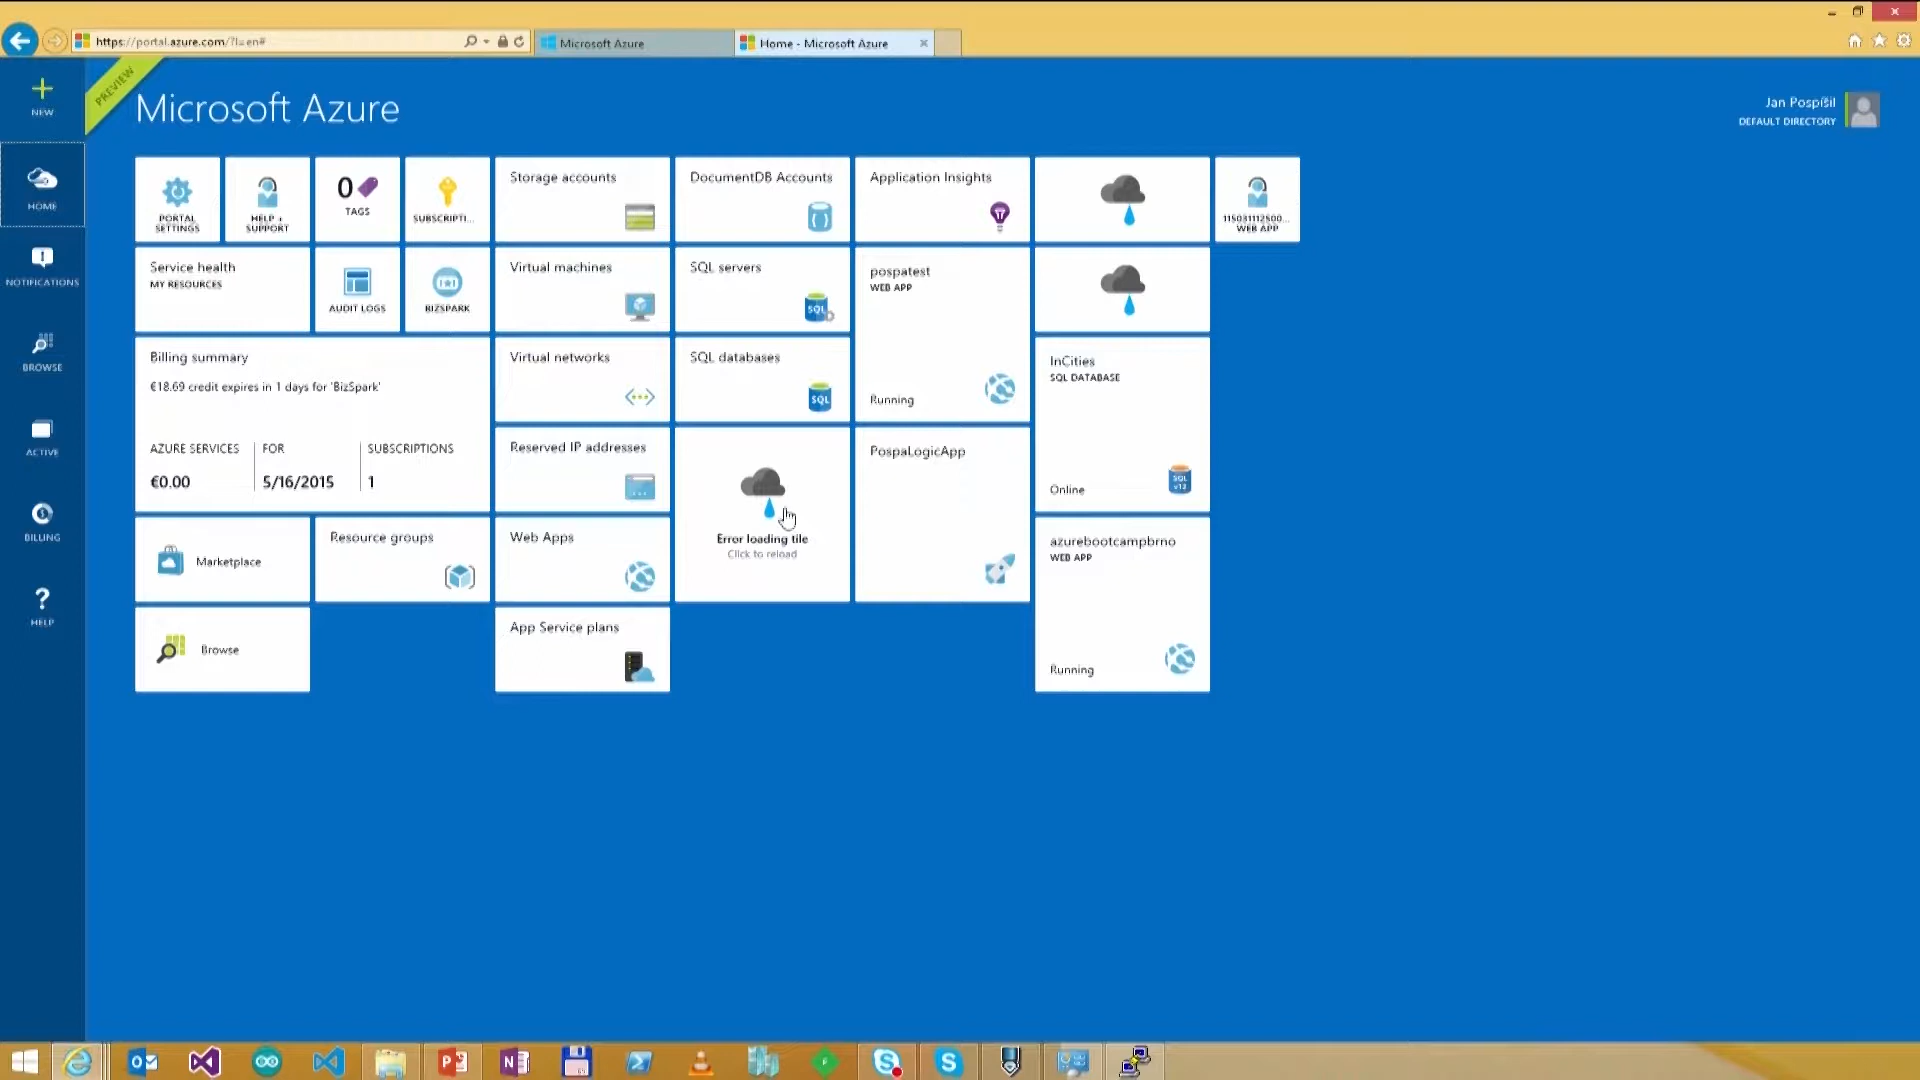 https://portal.azure.com/?l=en#
Microsoft Azure
Home - Microsoft Azure
PREVIEW
Microsoft Azure
Jan Pospíšil
DEFAULT DIRECTORY
NEW
HOME
NOTIFICATIONS
BROWSE
ACTIVE
BILLING
HELP
PORTAL
SETTINGS
HELP +
SUPPORT
0
TAGS
SUBSCRIPTI...
Storage accounts
DocumentDB Accounts
Application Insights
115031112500...
WEB APP
Service health
MY RESOURCES
AUDIT LOGS
BIZSPARK
Virtual machines
SQL servers
SQL
pospatest
WEB APP
Running
Billing summary
€18.69 credit expires in 1 days for 'BizSpark'
AZURE SERVICES
€0.00
FOR
5/16/2015
SUBSCRIPTIONS
1
Virtual networks
SQL databases
SQL
InCities
SQL DATABASE
Online
SQL
v12
Reserved IP addresses
Error loading tile
Click to reload
PospaLogicApp
Marketplace
Resource groups
Web Apps
azurebootcampbrno
WEB APP
Running
Browse
App Service plans